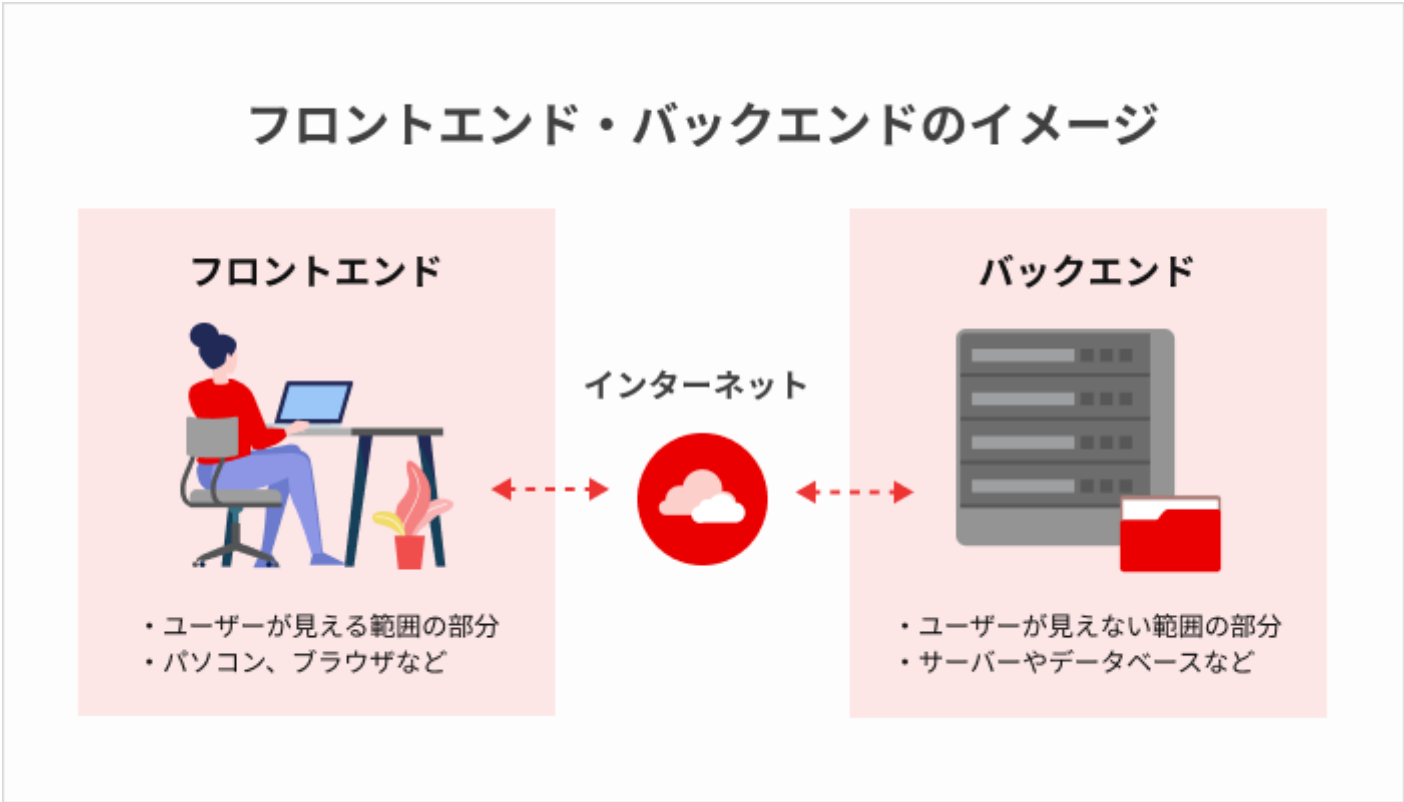 フロントエンド・バックエンドのイメージ
フロントエンド
・ユーザーが見える範囲の部分
・パソコン、ブラウザなど
インターネット
バックエンド
・ユーザーが見えない範囲の部分
・サーバーやデータベースなど